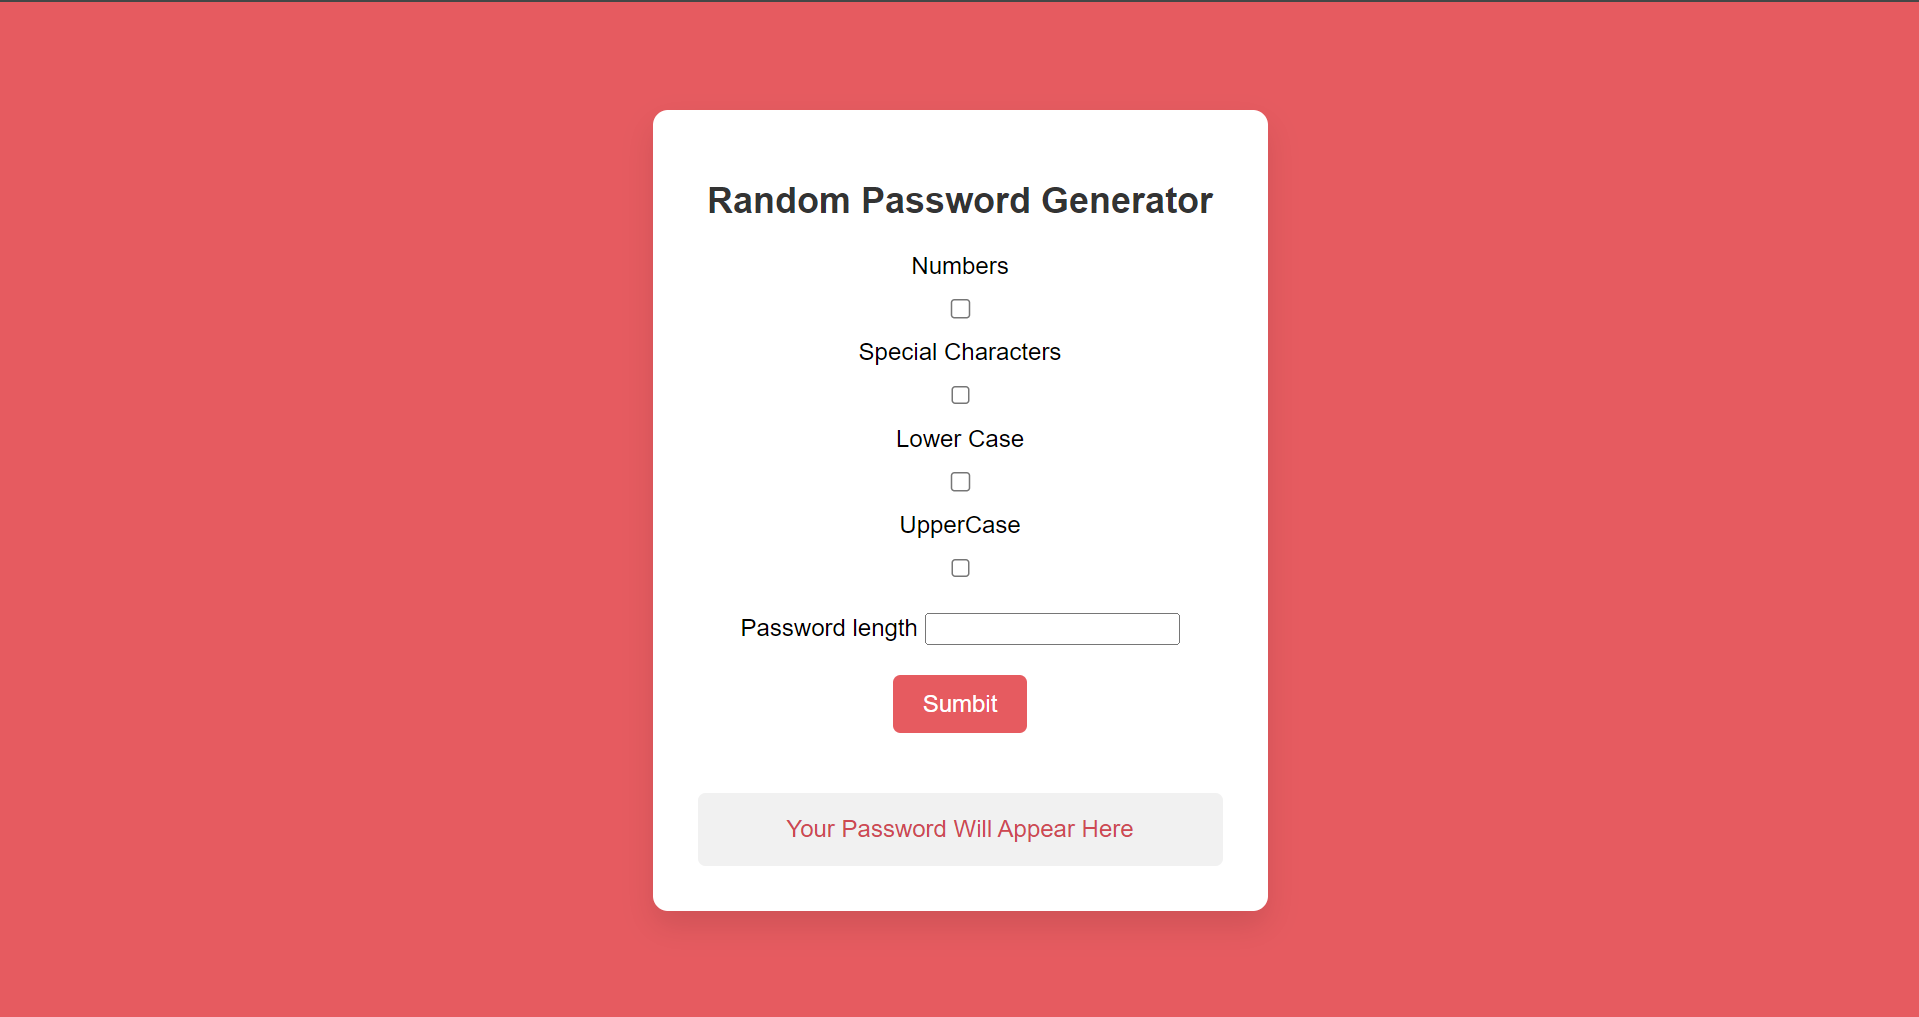 Random Password Generator
Numbers
Special Characters
Lower Case
UpperCase
Password length
Sumbit
Your Password Will Appear Here